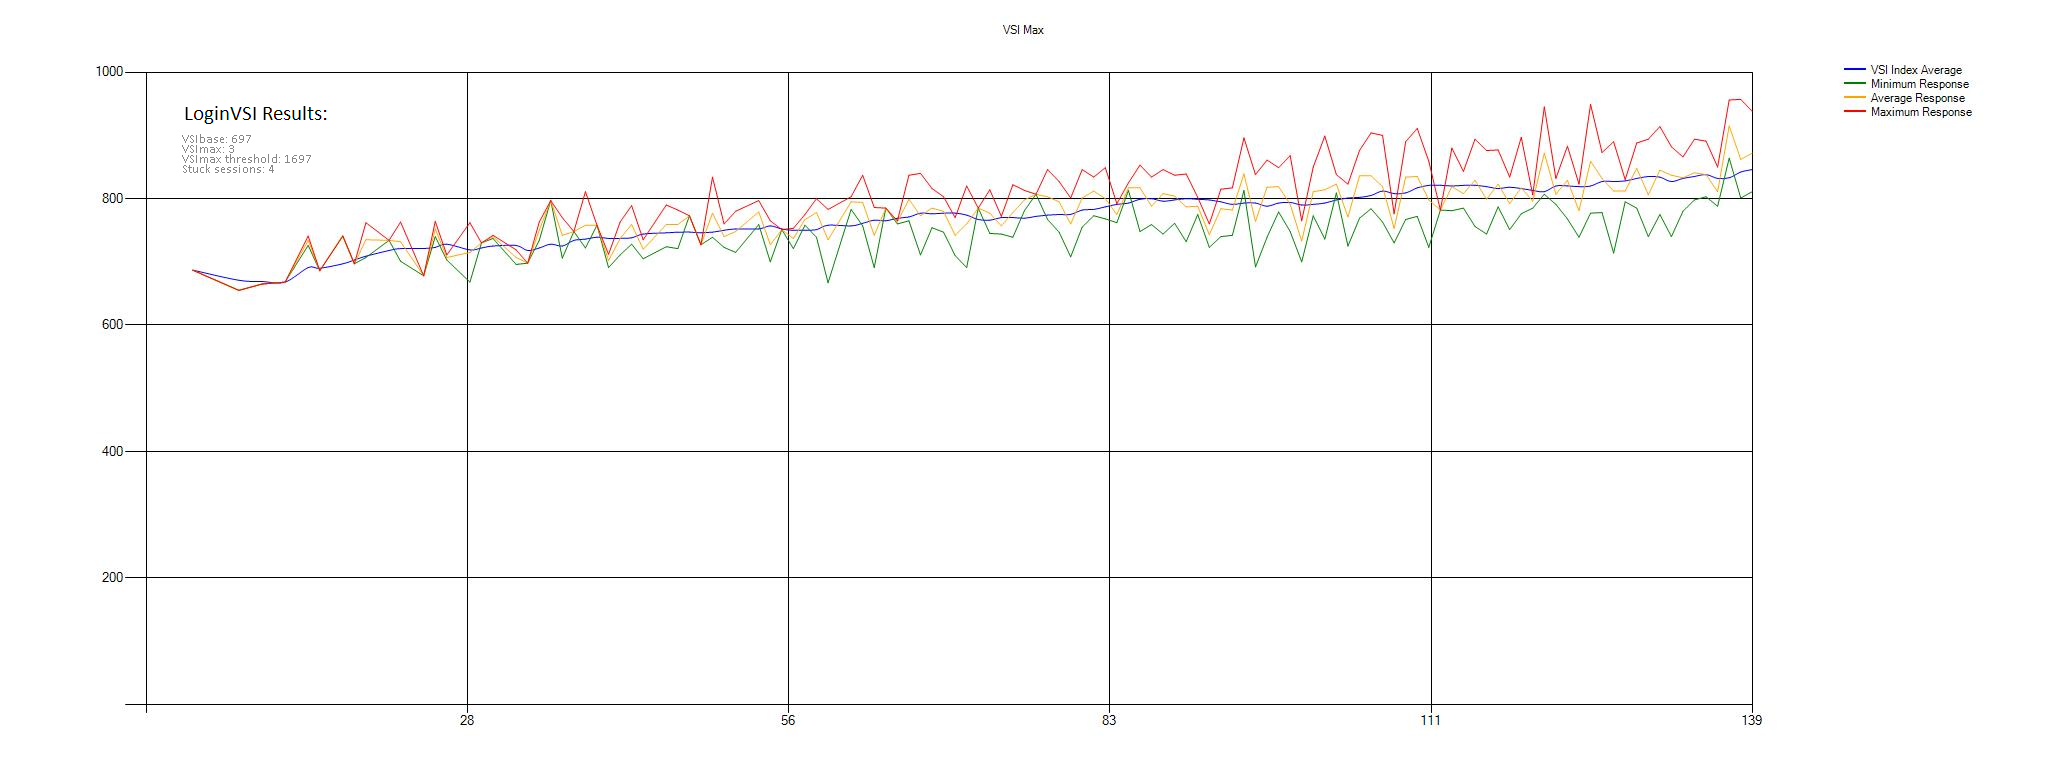 VSI Max
1000
800
600
400
200
28
56
83
111
139
LoginVSI Results:
VSIbase: 697
VSImax: 3
VSImax threshold: 1697
Stuck sessions: 4
VSI Index Average
Minimum Response
Average Response
Maximum Response